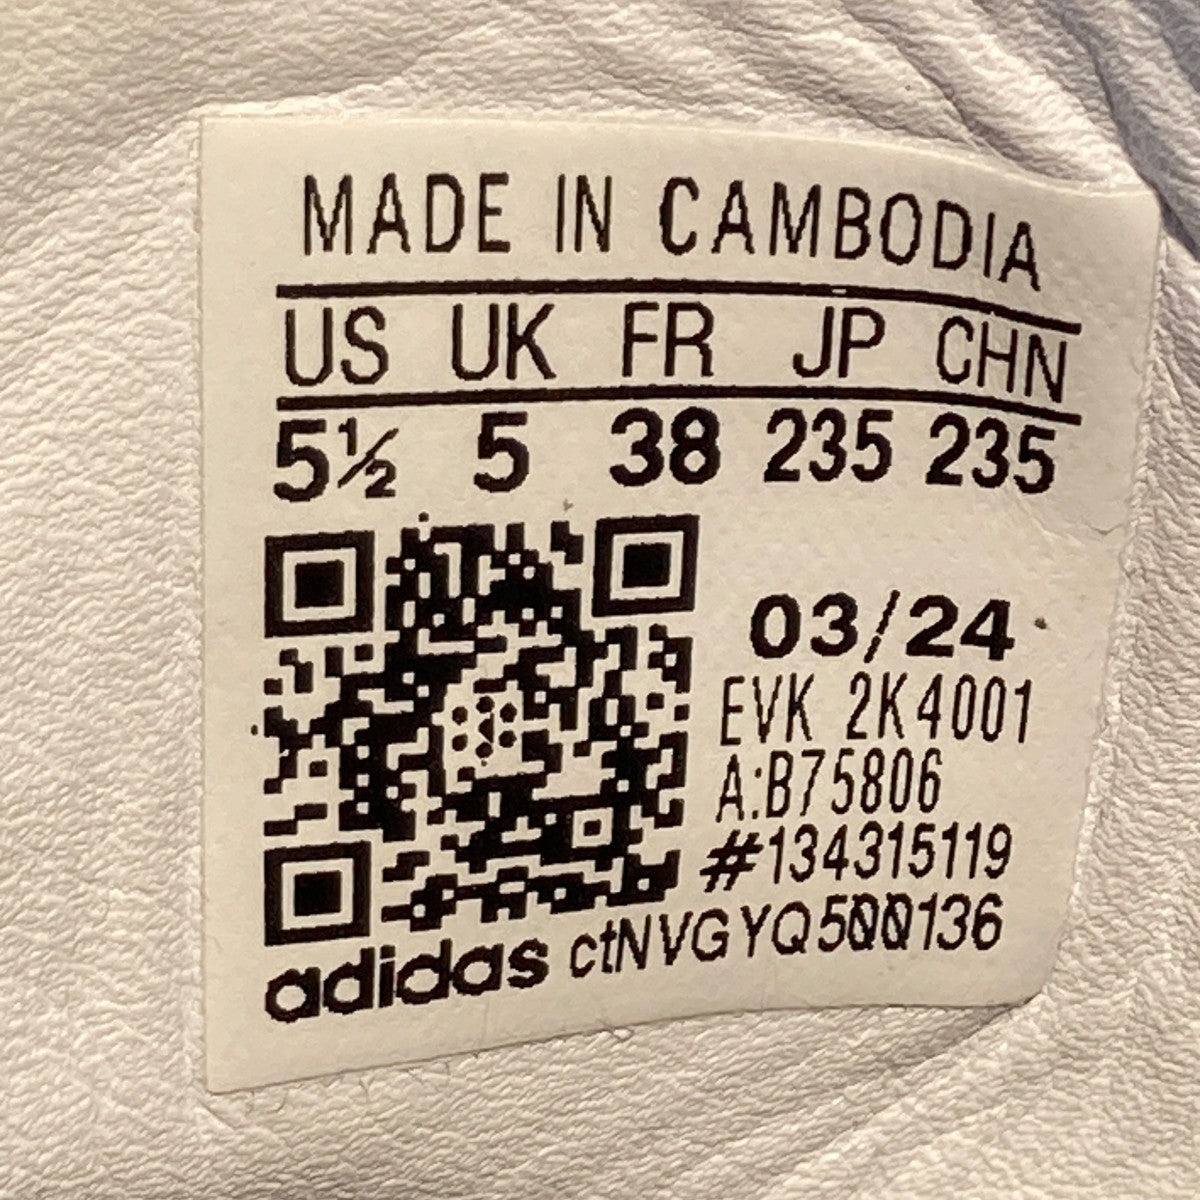 MADE IN CAMBODIA
US UK FR JP CHN
5½ 5 38 235 235
03/24
EVK 2K4001
A:B75806
#134315119
adidas ctNVGYQ500136